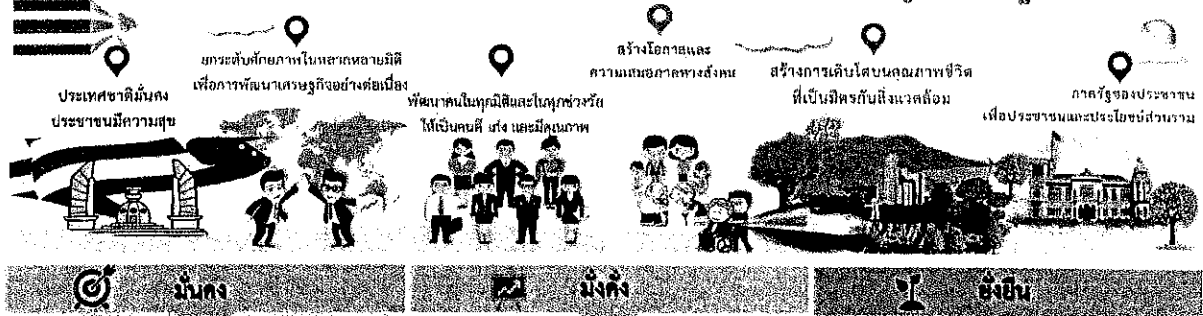 ประเทศชาติมั่นคง
ประชาชนมีความสุข
ยกระดับศักยภาพในหลากหลายมิติ
เพื่อการพัฒนาเศรษฐกิจอย่างต่อเนื่อง
พัฒนาคนในทุกมิติและในทุกช่วงวัย
ให้เป็นคนดี เก่ง และมีคุณภาพ
สร้างโอกาสและ
ความเสมอภาคทางสังคม
สร้างการเติบโตบนคุณภาพชีวิต
ที่เป็นมิตรกับสิ่งแวดล้อม
ภาครัฐของประชาชน
เพื่อประชาชนและประโยชน์ส่วนรวม
มั่นคง
มั่งคั่ง
ยั่งยืน